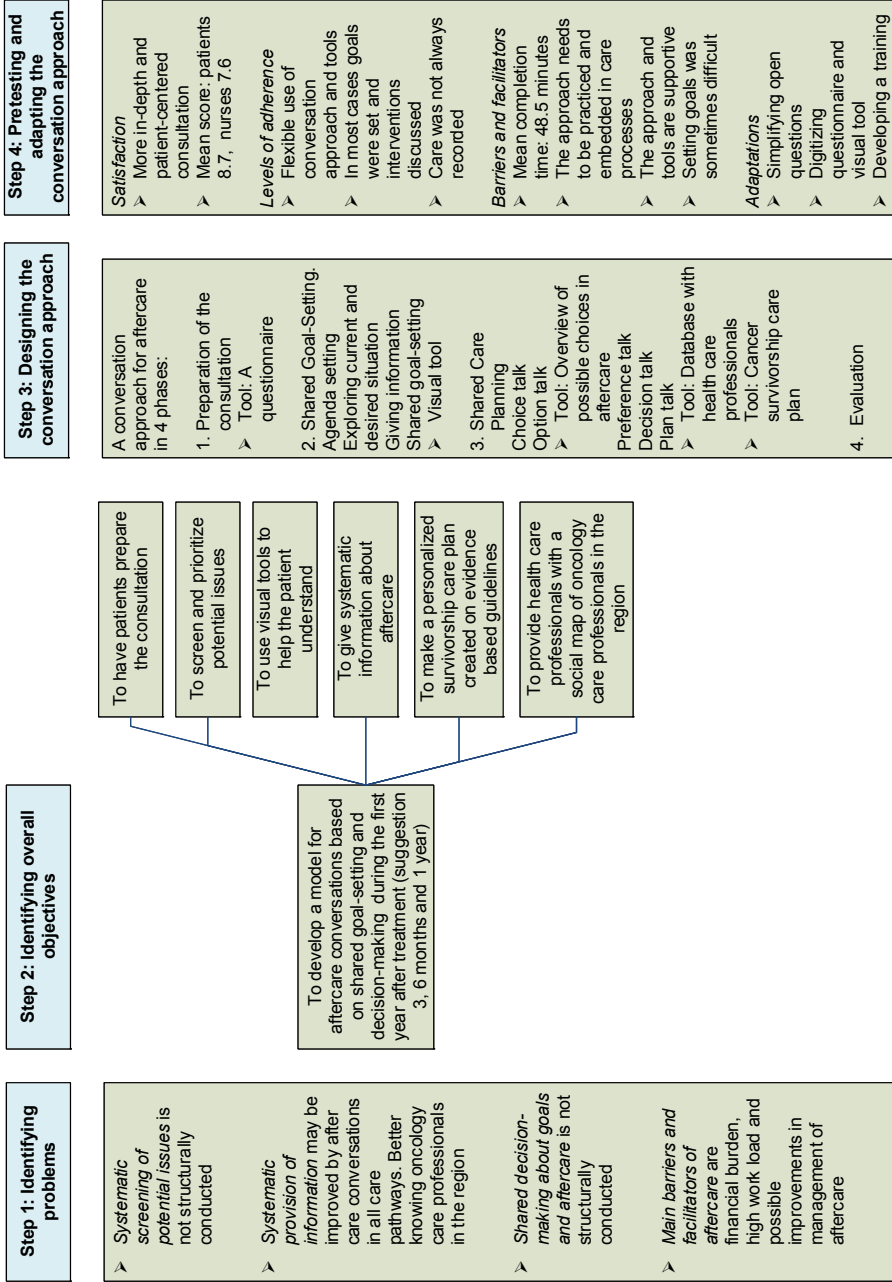 Step 1: Identifying
problems
➢ Systematic
screening of
potential issues is
not structurally
conducted
➢ Systematic
provision of
information may be
improved by after
care conversations
in all care
pathways. Better
knowing oncology
care professionals
in the region
➢ Shared decision-
making about goals
and aftercare is not
structurally
conducted
➢ Main barriers and
facilitators of
aftercare are
financial burden,
high work load and
possible
improvements in
management of
aftercare
Step 2: Identifying overall
objectives
To develop a model for
aftercare conversations based
on shared goal-setting and
decision-making during the first
year after treatment (suggestion
3, 6 months and 1 year)
To have patients prepare
the consultation
To screen and prioritize
potential issues
To use visual tools to
help the patient
understand
To give systematic
information about
aftercare
To make a personalized
survivorship care plan
created on evidence
based guidelines
To provide health care
professionals with a
social map of oncology
care professionals in the
region
Step 3: Designing the
conversation approach
A conversation
approach for aftercare
in 4 phases:
1. Preparation of the
consultation
➢ Tool: A
questionnaire
2. Shared Goal-Setting.
Agenda setting
Exploring current and
desired situation
Giving information
Shared goal-setting
➢ Visual tool
3. Shared Care
Planning
Choice talk
Option talk
➢ Tool: Overview of
possible choices in
aftercare
Preference talk
Decision talk
Plan talk
➢ Tool: Database with
health care
professionals
➢ Tool: Cancer
survivorship care
plan
4. Evaluation
Step 4: Pretesting and
adapting the
conversation approach
Satisfaction
➢ More in-depth and
patient-centered
consultation
➢ Mean score: patients
8.7, nurses 7.6
Levels of adherence
➢ Flexible use of
conversation
approach and tools
➢ In most cases goals
were set and
interventions
discussed
➢ Care was not always
recorded
Barriers and facilitators
➢ Mean completion
time: 48.5 minutes
➢ The approach needs
to be practiced and
embedded in care
processes
➢ The approach and
tools are supportive
➢ Setting goals was
sometimes difficult
Adaptations
➢ Simplifying open
questions
➢ Digitizing
questionnaire and
visual tool
➢ Developing a training